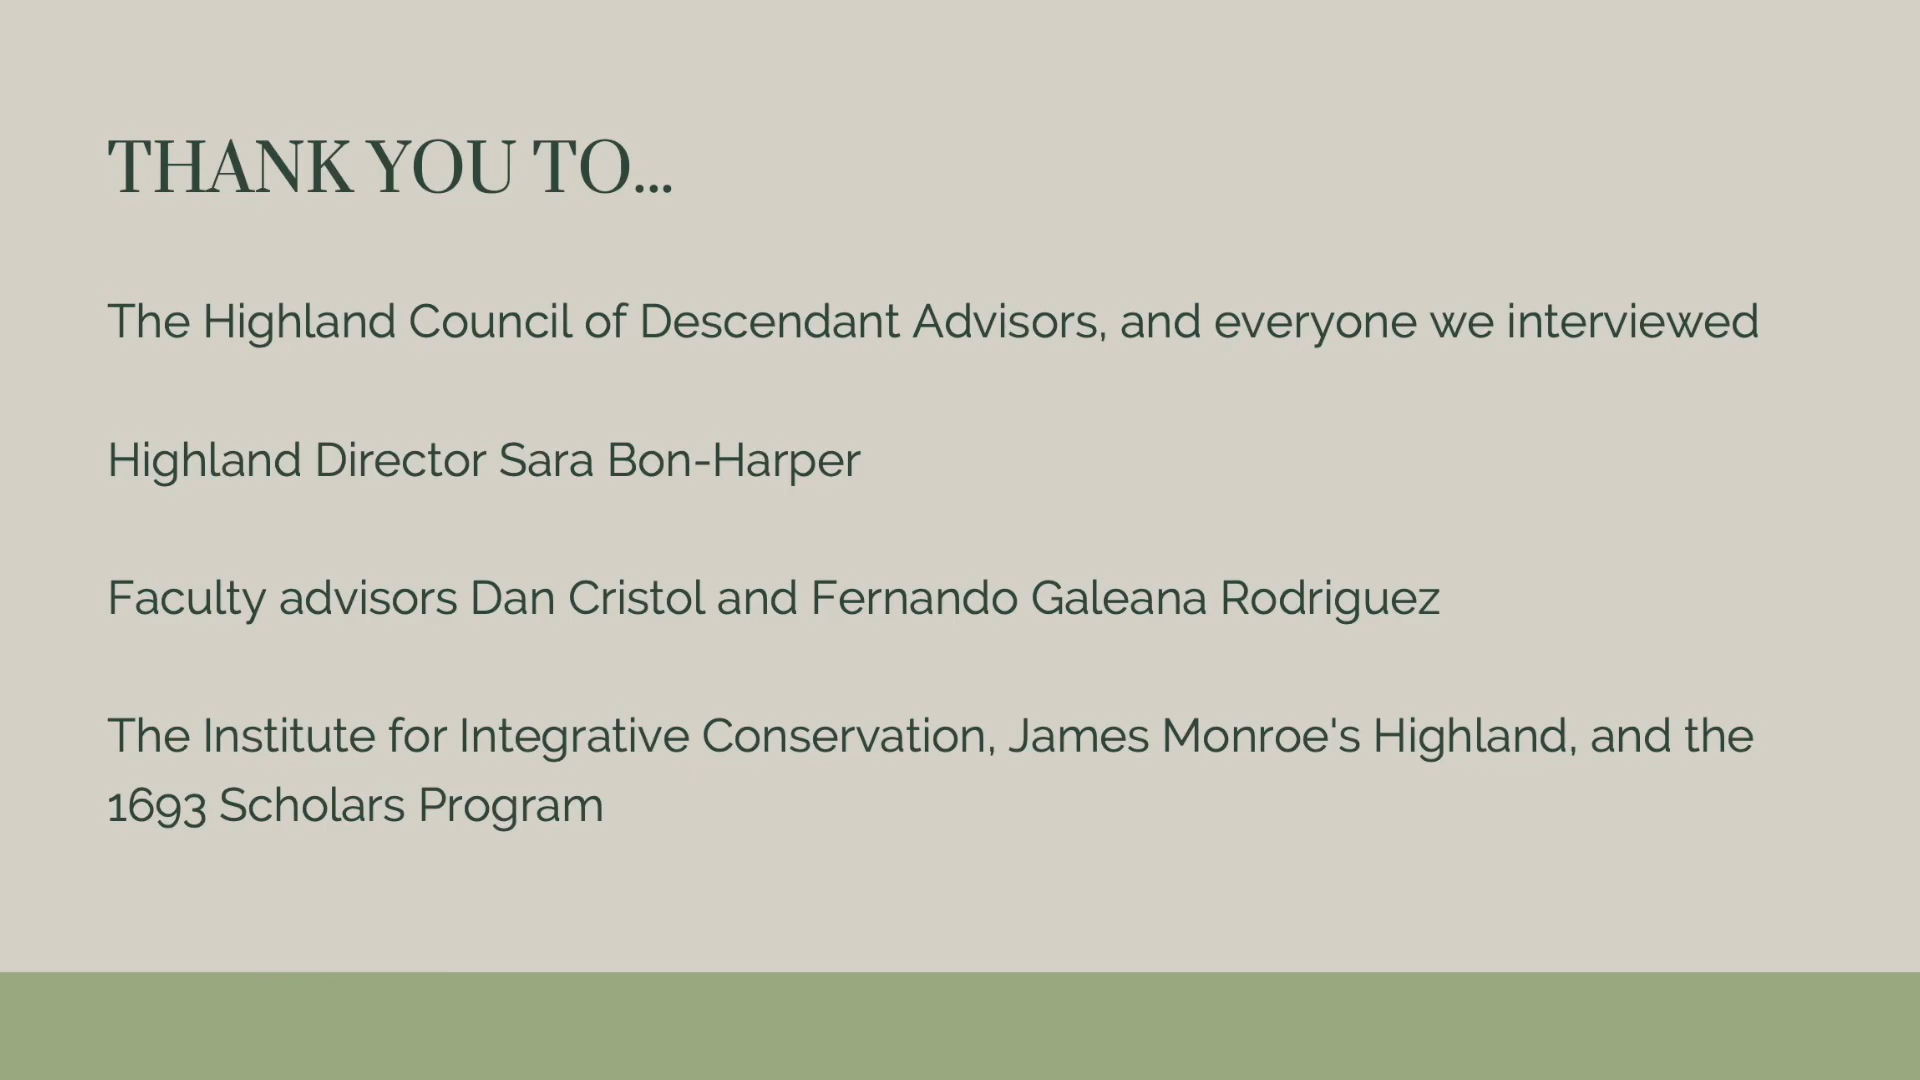 THANK YOU TO...
The Highland Council of Descendant Advisors, and everyone we interviewed
Highland Director Sara Bon-Harper
Faculty advisors Dan Cristol and Fernando Galeana Rodriguez
The Institute for Integrative Conservation, James Monroe's Highland, and the
1693 Scholars Program